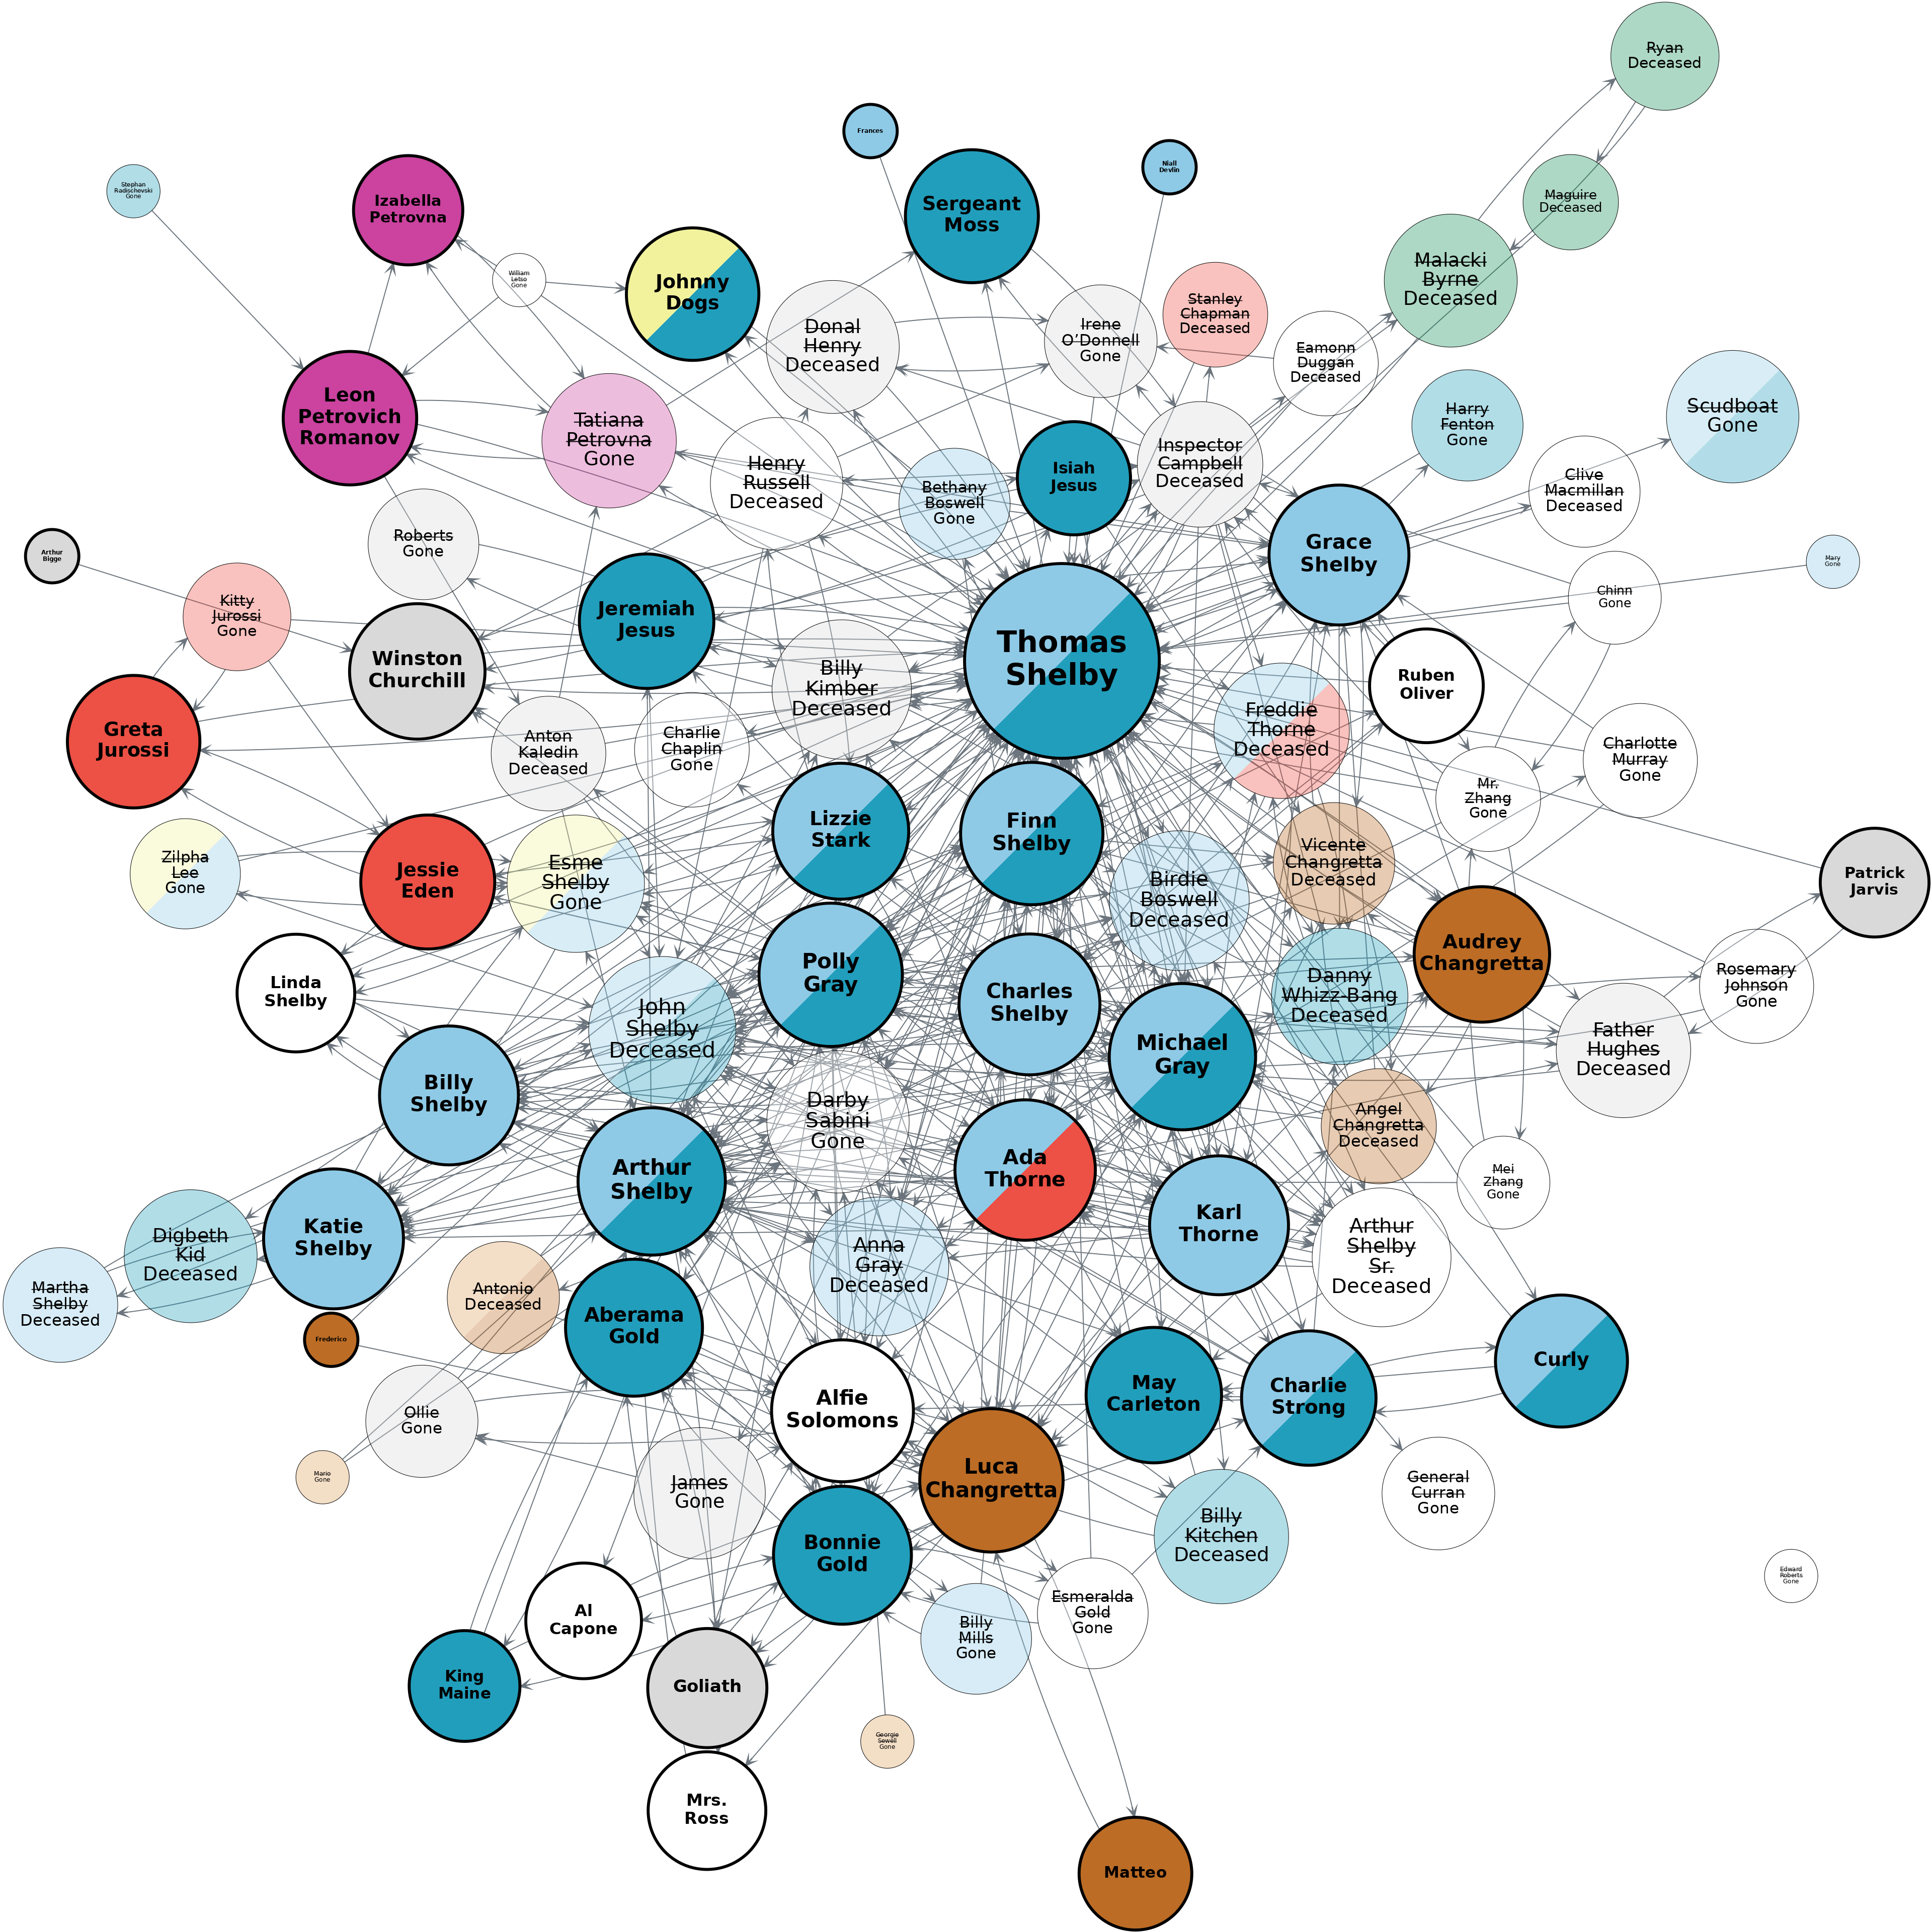 Ryan
Deceased
Frances
Niall
Devlin
Stephan
Radischevski
Gone
Izabella
Petrovna
Sergeant
Moss
Maguire
Deceased
William
Letso
Gone
Johnny
Dogs
Malacki
Byrne
Deceased
Stanley
Chapman
Deceased
Donal
Henry
Deceased
Irene
O’Donnell
Gone
Eamonn
Duggan
Deceased
Leon
Petrovich
Romanov
Scudboat
Gone
Harry
Fenton
Gone
Tatiana
Petrovna
Gone
Inspector
Campbell
Deceased
Isiah
Jesus
Henry
Russell
Deceased
Clive
Macmillan
Deceased
Bethany
Boswell
Gone
Roberts
Gone
Grace
Shelby
Arthur
Bigge
Mary
Gone
Chinn
Gone
Kitty
Jurossi
Gone
Jeremiah
Jesus
Thomas
Shelby
Winston
Churchill
Billy
Kimber
Deceased
Ruben
Oliver
Freddie
Thorne
Deceased
Greta
Jurossi
Anton
Kaledin
Deceased
Charlie
Chaplin
Gone
Charlotte
Murray
Gone
Mr.
Zhang
Gone
Lizzie
Stark
Finn
Shelby
Vicente
Changretta
Deceased
Zilpha
Lee
Gone
Jessie
Eden
Esme
Shelby
Gone
Birdie
Boswell
Deceased
Patrick
Jarvis
Audrey
Changretta
Polly
Gray
Linda
Shelby
Charles
Shelby
Danny
Whizz-Bang
Deceased
Rosemary
Johnson
Gone
John
Shelby
Deceased
Father
Hughes
Deceased
Michael
Gray
Billy
Shelby
Darby
Sabini
Gone
Angel
Changretta
Deceased
Ada
Thorne
Arthur
Shelby
Mei
Zhang
Gone
Karl
Thorne
Katie
Shelby
Digbeth
Kid
Deceased
Arthur
Shelby
Sr.
Deceased
Anna
Gray
Deceased
Martha
Shelby
Deceased
Antonio
Deceased
Aberama
Gold
Frederico
Curly
May
Carleton
Charlie
Strong
Alfie
Solomons
Ollie
Gone
Mario
Gone
Luca
Changretta
James
Gone
General
Curran
Gone
Billy
Kitchen
Deceased
Bonnie
Gold
Edward
Roberts
Gone
Esmeralda
Gold
Gone
Al
Capone
Billy
Mills
Gone
King
Maine
Goliath
Georgie
Sewell
Gone
Mrs.
Ross
Matteo